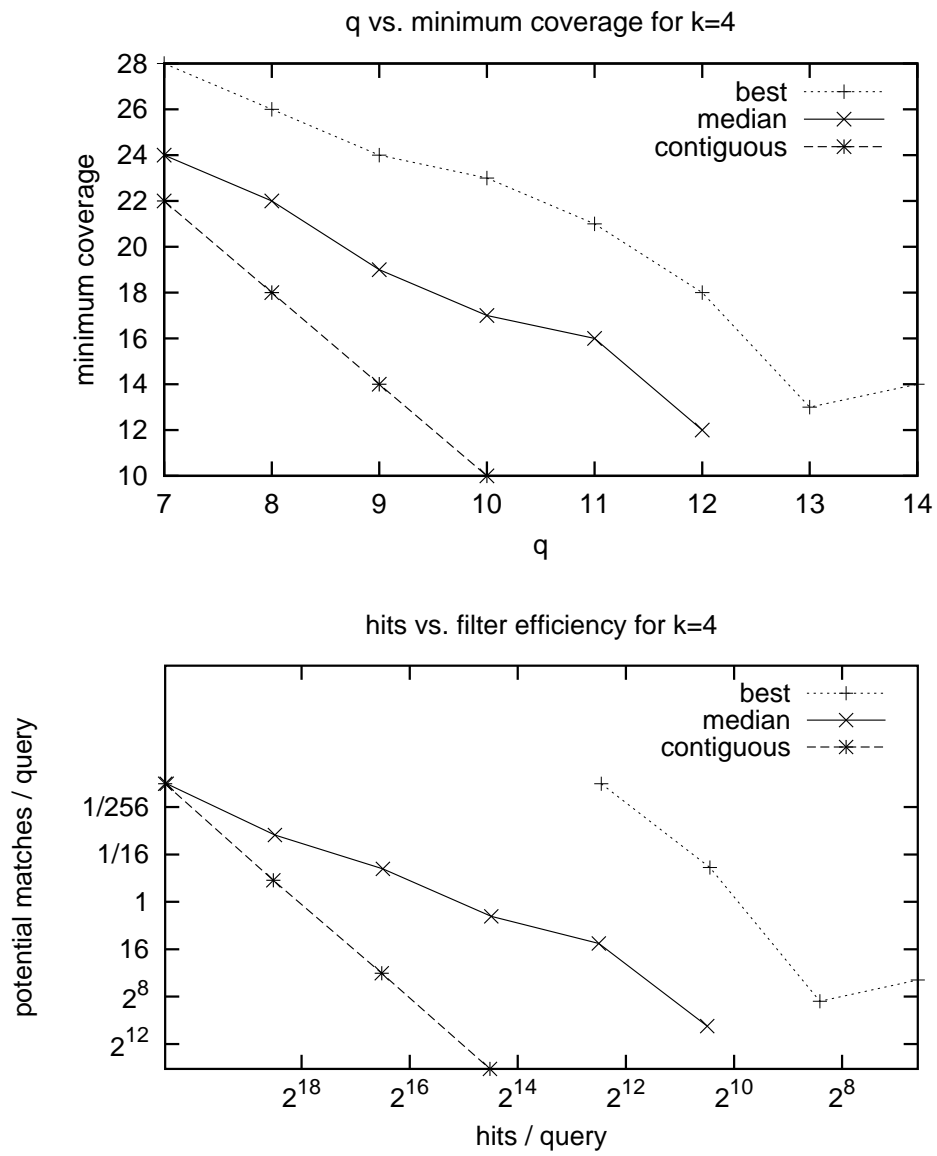 q vs. minimum coverage for k=4
28
26
24
22
20
18
16
14
12
10
minimum coverage
best
median
contiguous
7 8 9 10 11 12 13 14
q
hits vs. filter efficiency for k=4
potential matches / query
best
median
contiguous
1/256
1/16
1
16
2^8
2^12
2^18 2^16 2^14 2^12 2^10 2^8
hits / query